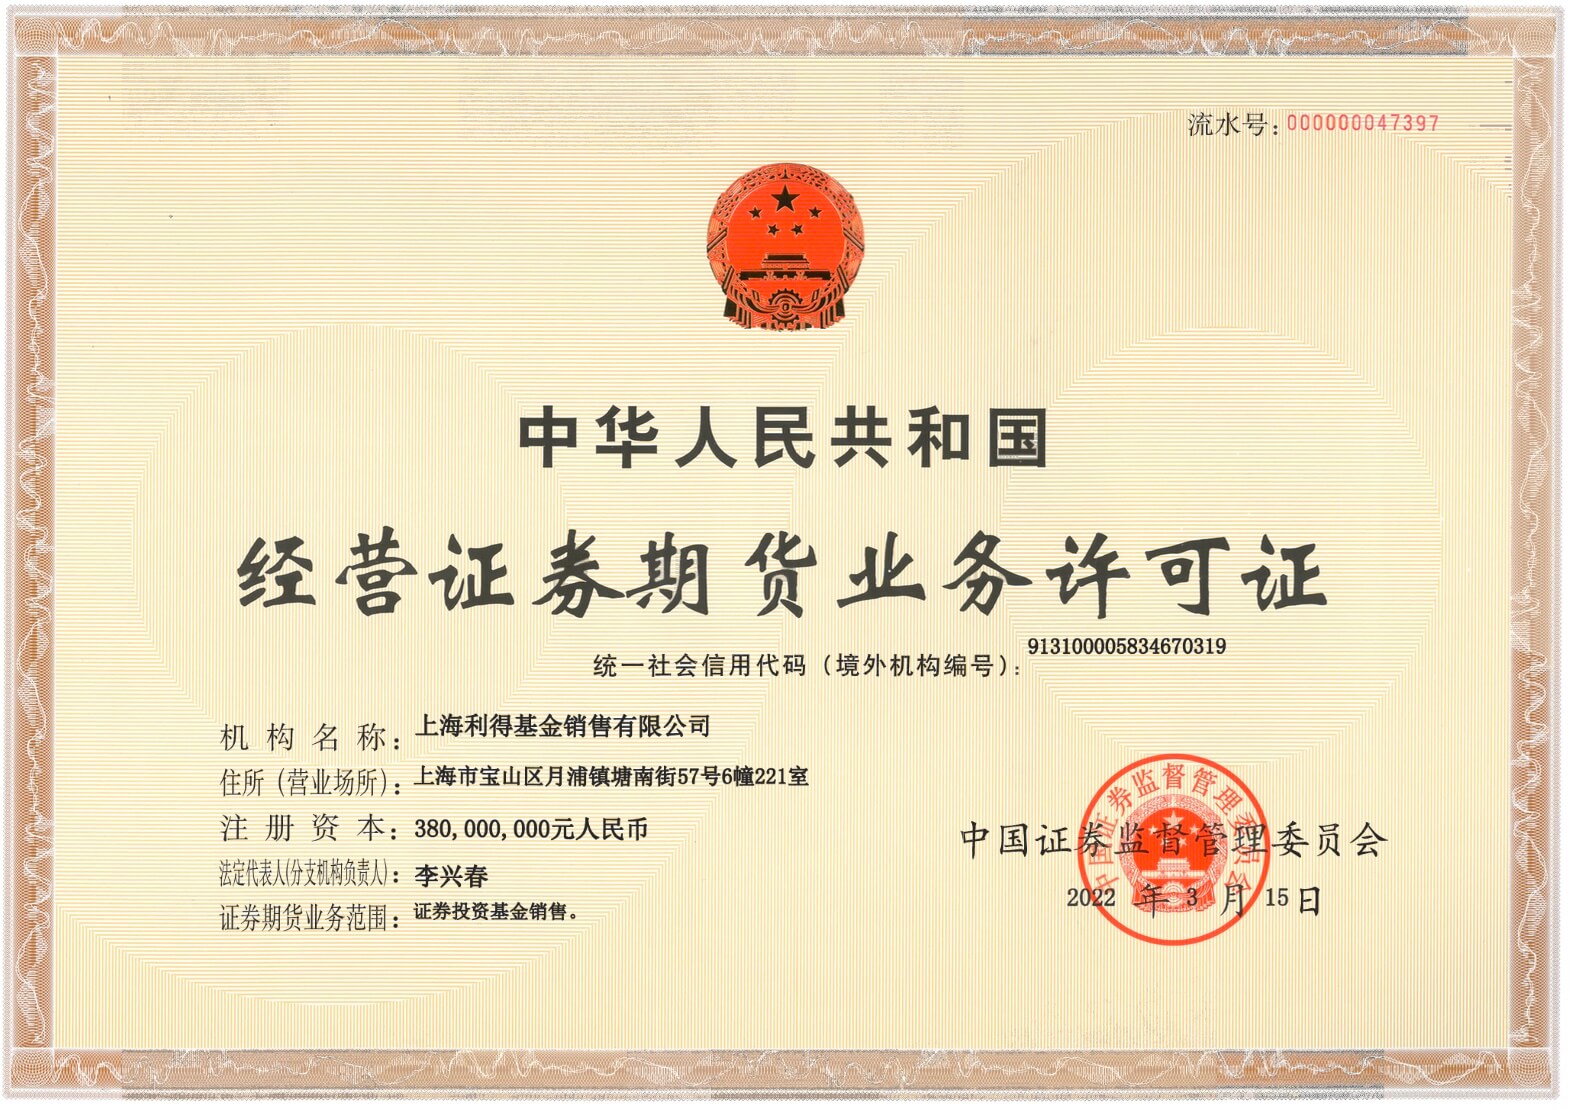 流水号：000000047397
中华人民共和国
经营证券期货业务许可证
统一社会信用代码（境外机构编号）：913100005834670319
机构名称：上海利得基金销售有限公司
住所（营业场所）：上海市宝山区月浦镇塘南街57号6幢221室
注册资本：380,000,000元人民币
法定代表人(分支机构负责人)：李兴春
证券期货业务范围：证券投资基金销售。
中国证券监督管理委员会
中国证券监督管理委员会
2022 年 3 月 15 日